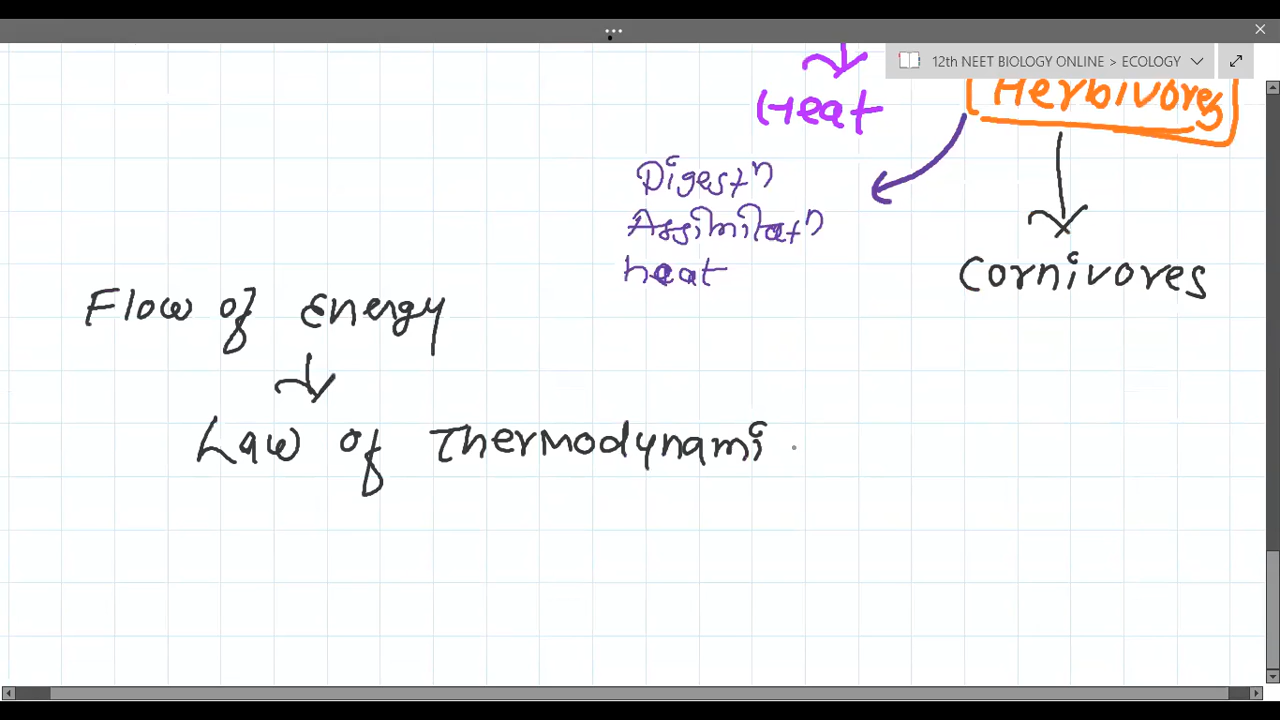 12th NEET BIOLOGY ONLINE > ECOLOGY
Herbivores
Heat
Digestn
Assimilatn
heat
Cornivores
Flow of Energy
Law of Thermodynami